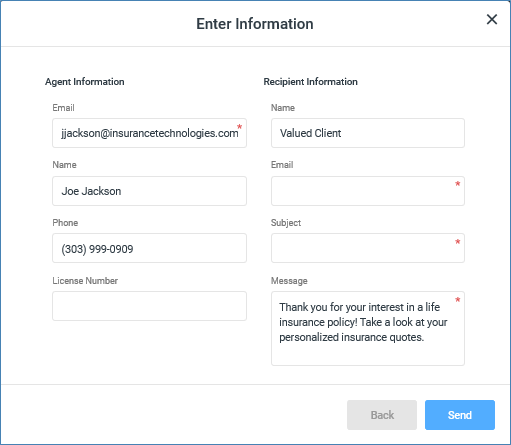 Enter Information
Agent Information
Email
jjackson@insurancetechnologies.com*
Name
Joe Jackson
Phone
(303) 999-0909
License Number
Recipient Information
Name
Valued Client
Email
*
Subject
*
Message
*
Thank you for your interest in a life
insurance policy! Take a look at your
personalized insurance quotes.
Back
Send